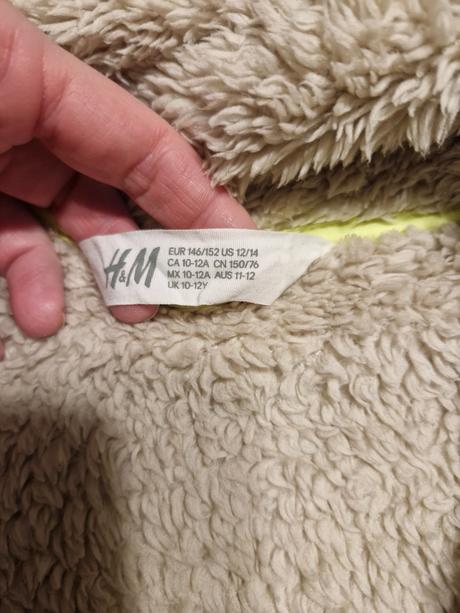 H&M
EUR 146/152 US 12/14
CA 10-12A CN 150/76
MX 10-12A AUS 11-12
UK 10-12Y